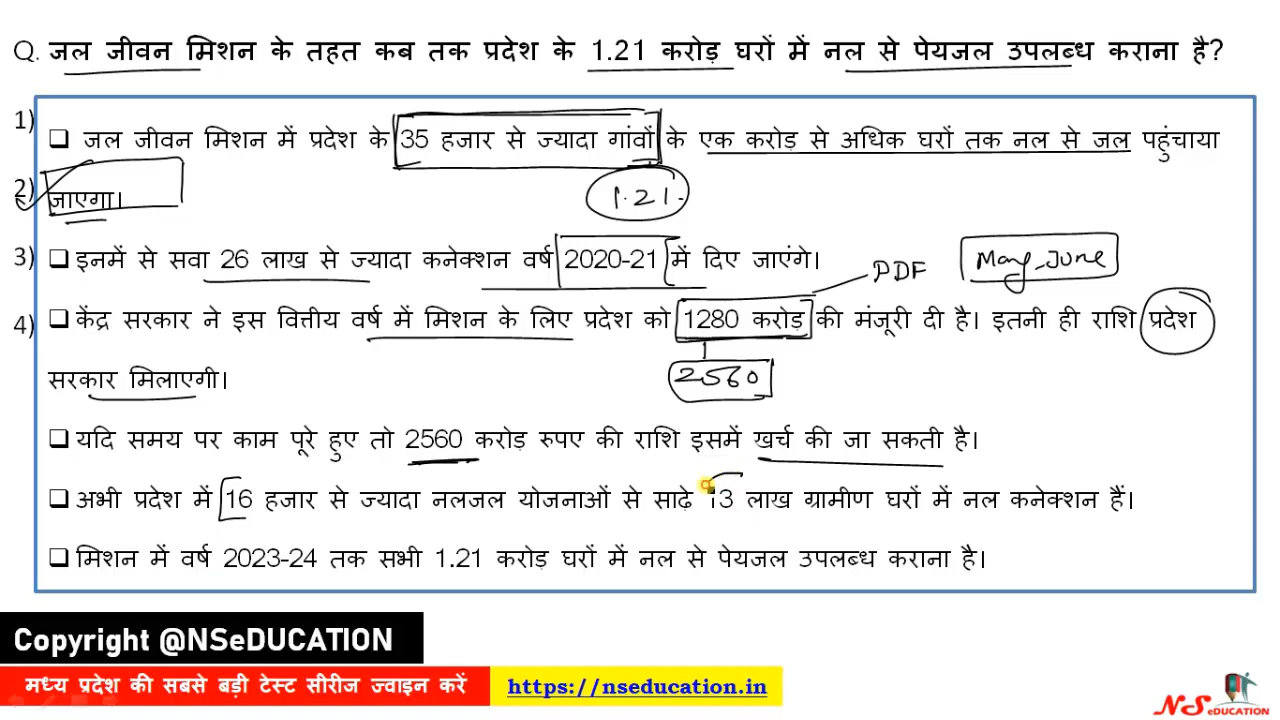 Q. जल जीवन मिशन के तहत कब तक प्रदेश के 1.21 करोड़ घरों में नल से पेयजल उपलब्ध कराना है?
1)
❑ जल जीवन मिशन में प्रदेश के 35 हजार से ज्यादा गांवों के एक करोड़ से अधिक घरों तक नल से जल पहुंचाया
2)
जाएगा।
1.21.
3)
❑ इनमें से सवा 26 लाख से ज्यादा कनेक्शन वर्ष 2020-21 में दिए जाएंगे।
PDF
May-June
4)
❑ केंद्र सरकार ने इस वित्तीय वर्ष में मिशन के लिए प्रदेश को 1280 करोड़ की मंजूरी दी है। इतनी ही राशि प्रदेश
सरकार मिलाएगी।
2560
❑ यदि समय पर काम पूरे हुए तो 2560 करोड़ रुपए की राशि इसमें खर्च की जा सकती है।
❑ अभी प्रदेश में 16 हजार से ज्यादा नलजल योजनाओं से साढ़े 13 लाख ग्रामीण घरों में नल कनेक्शन हैं।
❑ मिशन में वर्ष 2023-24 तक सभी 1.21 करोड़ घरों में नल से पेयजल उपलब्ध कराना है।
Copyright @NSeDUCATION
मध्य प्रदेश की सबसे बड़ी टेस्ट सीरीज ज्वाइन करें
https://nseducation.in
NS eDUCATION